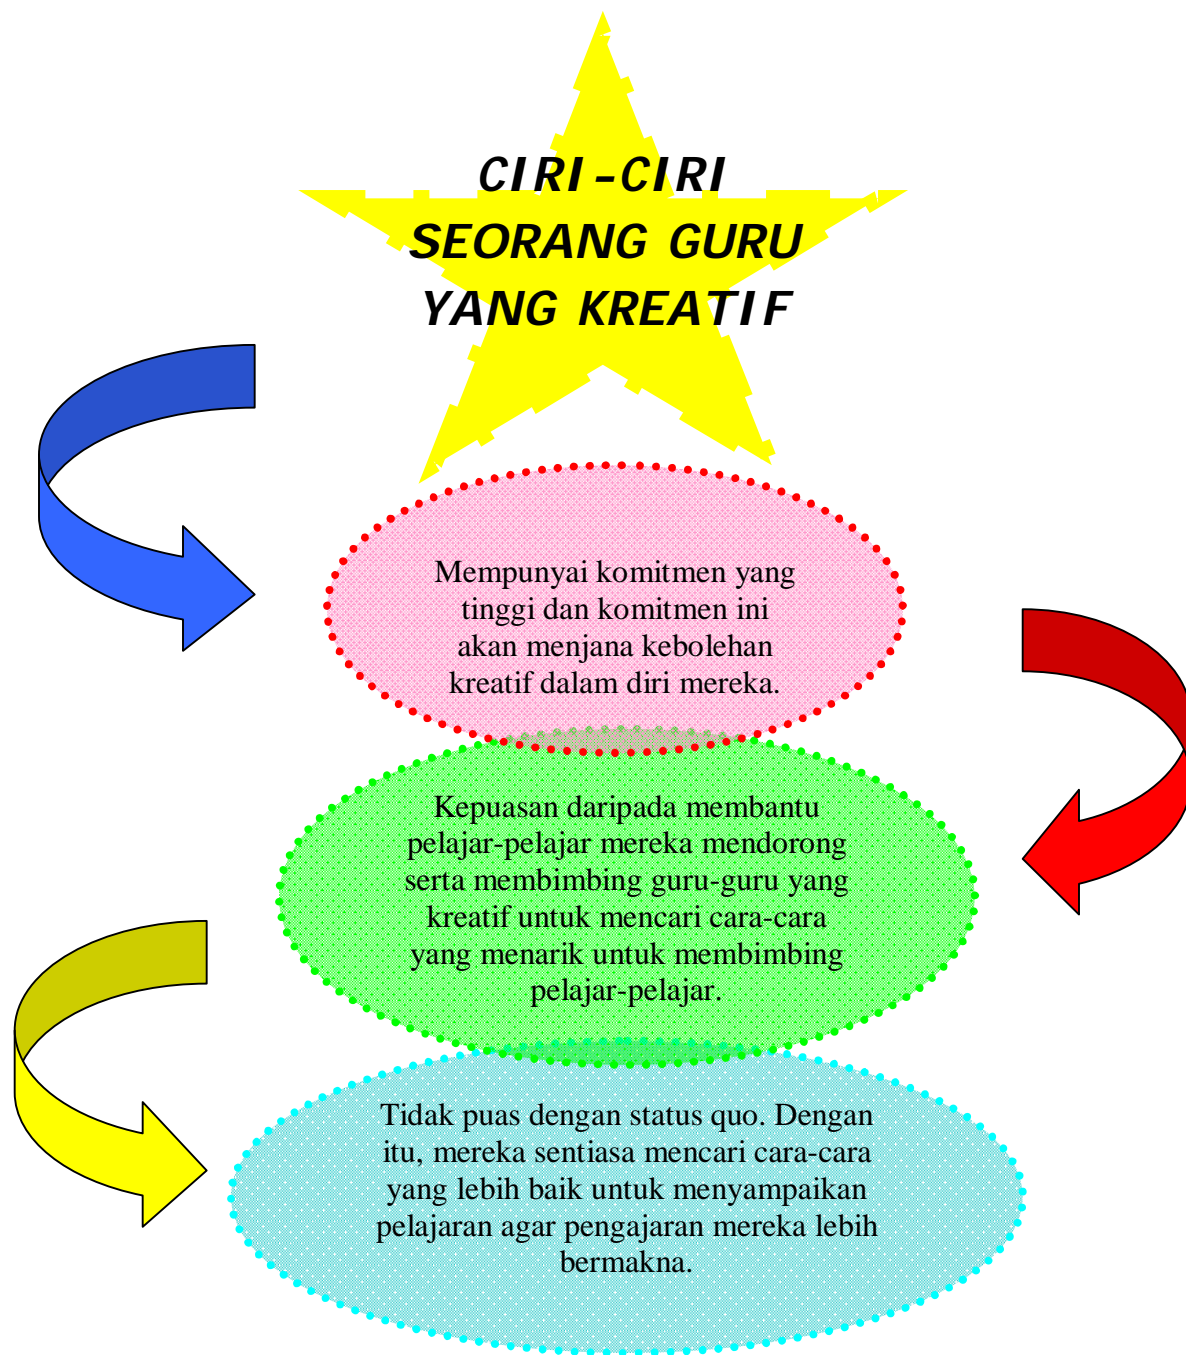 CIRI-CIRI
SEORANG GURU
YANG KREATIF
Mempunyai komitmen yang
tinggi dan komitmen ini
akan menjana kebolehan
kreatif dalam diri mereka.
Kepuasan daripada membantu
pelajar-pelajar mereka mendorong
serta membimbing guru-guru yang
kreatif untuk mencari cara-cara
yang menarik untuk membimbing
pelajar-pelajar.
Tidak puas dengan status quo. Dengan
itu, mereka sentiasa mencari cara-cara
yang lebih baik untuk menyampaikan
pelajaran agar pengajaran mereka lebih
bermakna.